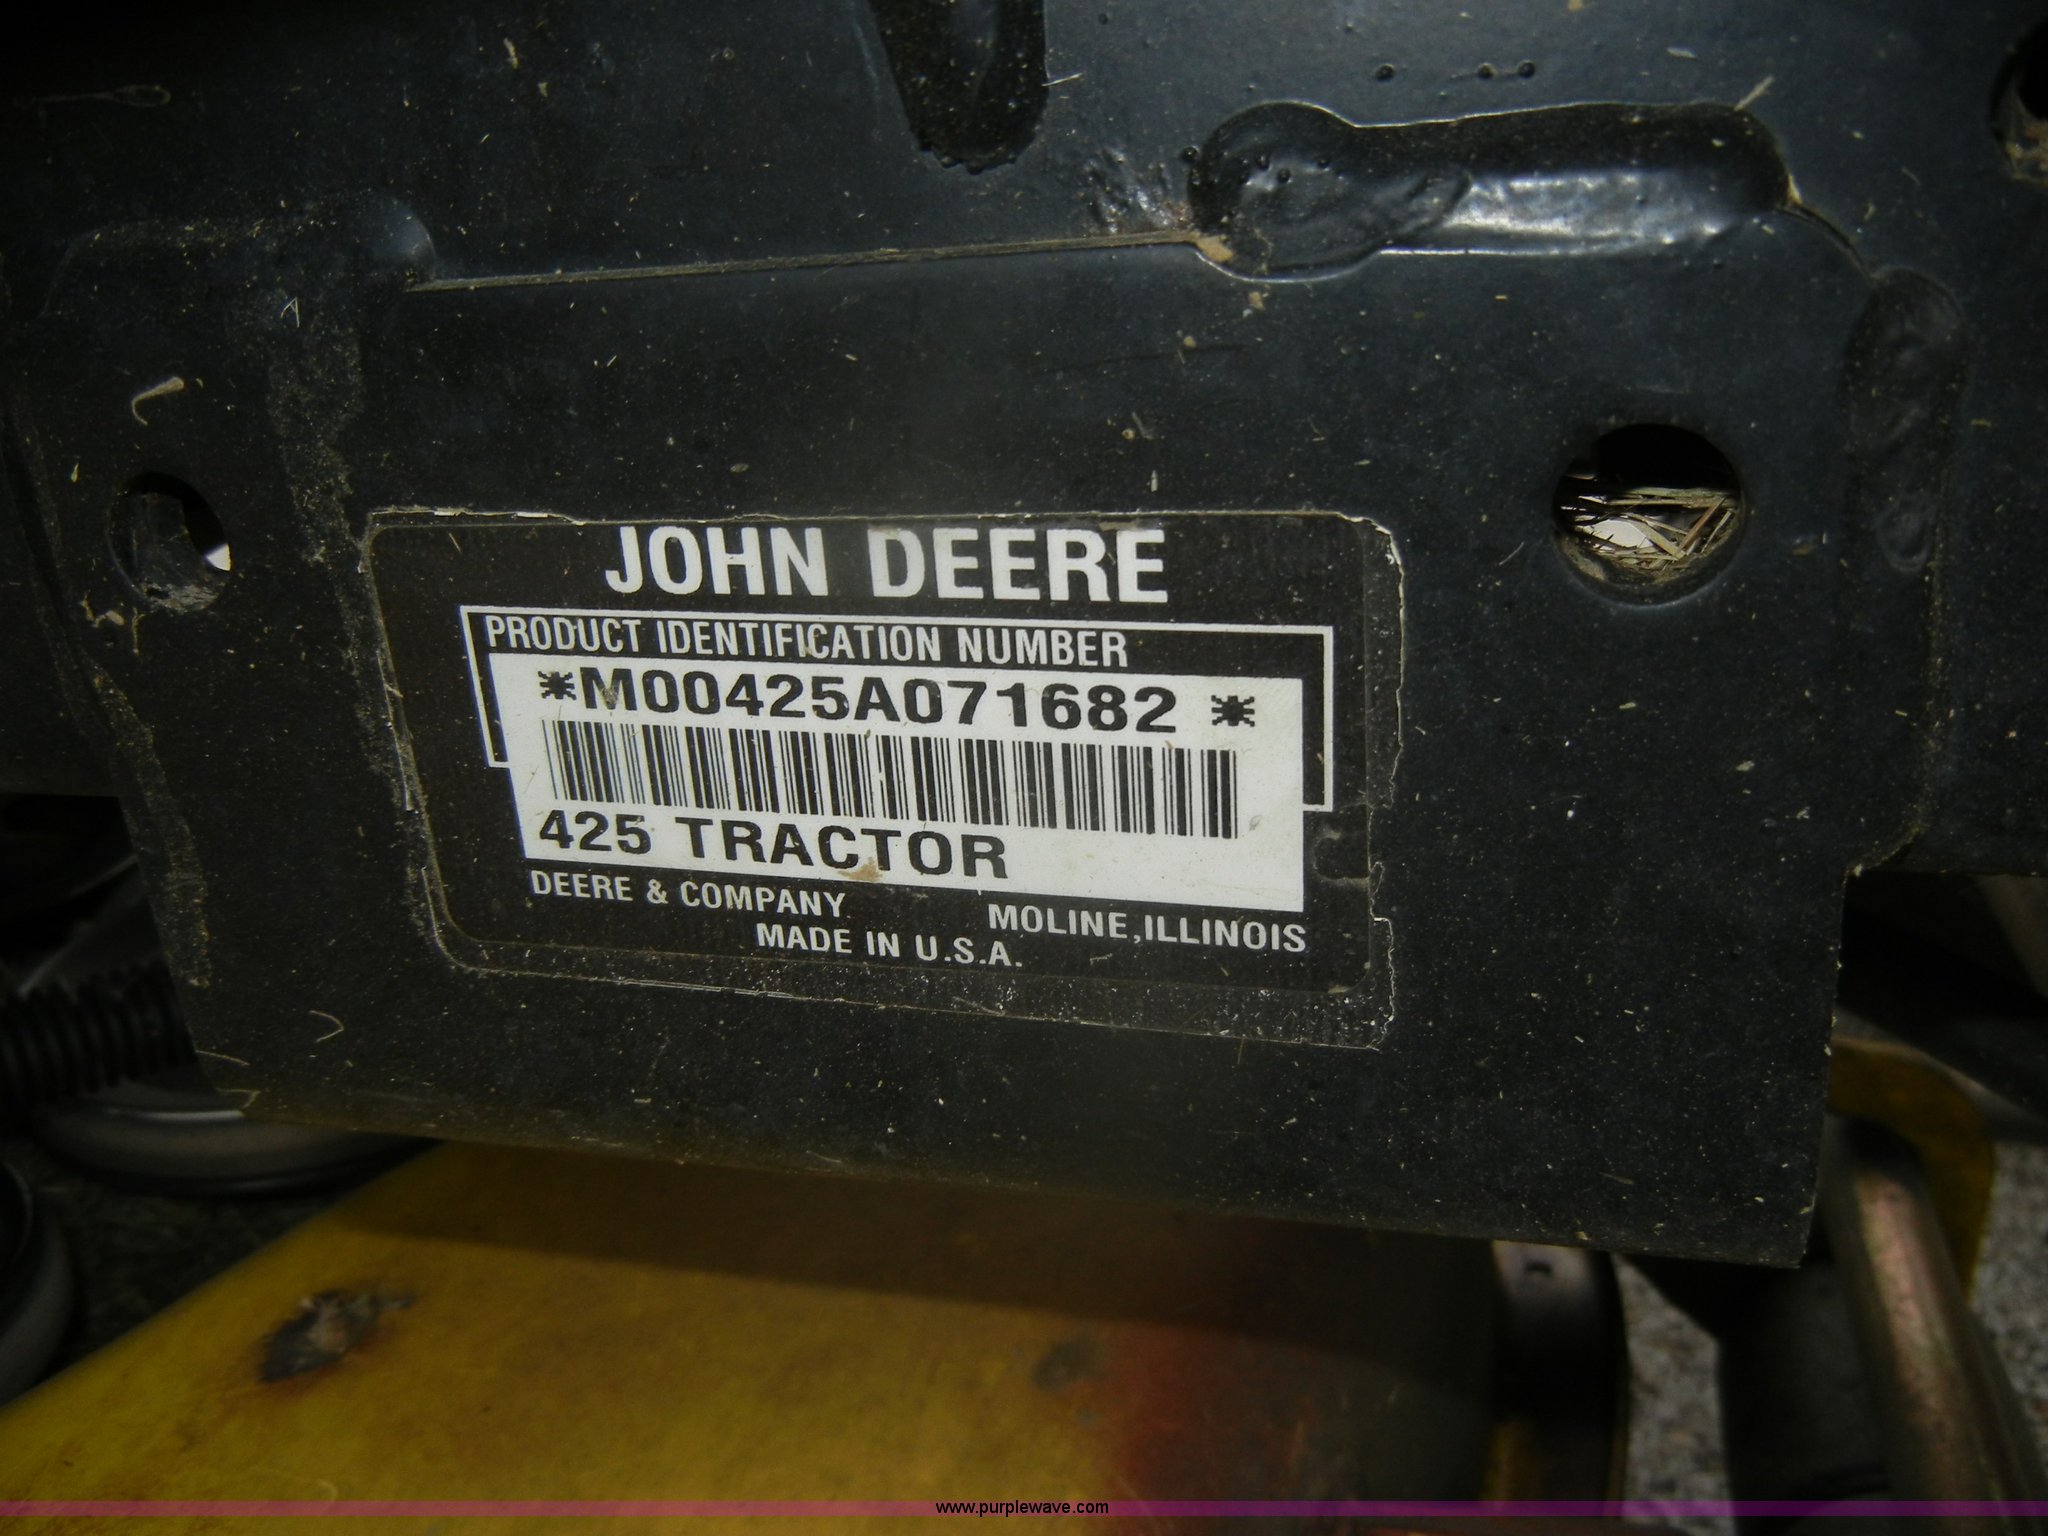 JOHN DEERE
PRODUCT IDENTIFICATION NUMBER
*M00425A071682 *
425 TRACTOR
DEERE & COMPANY MOLINE, ILLINOIS
MADE IN U.S.A.
www.purplewave.com